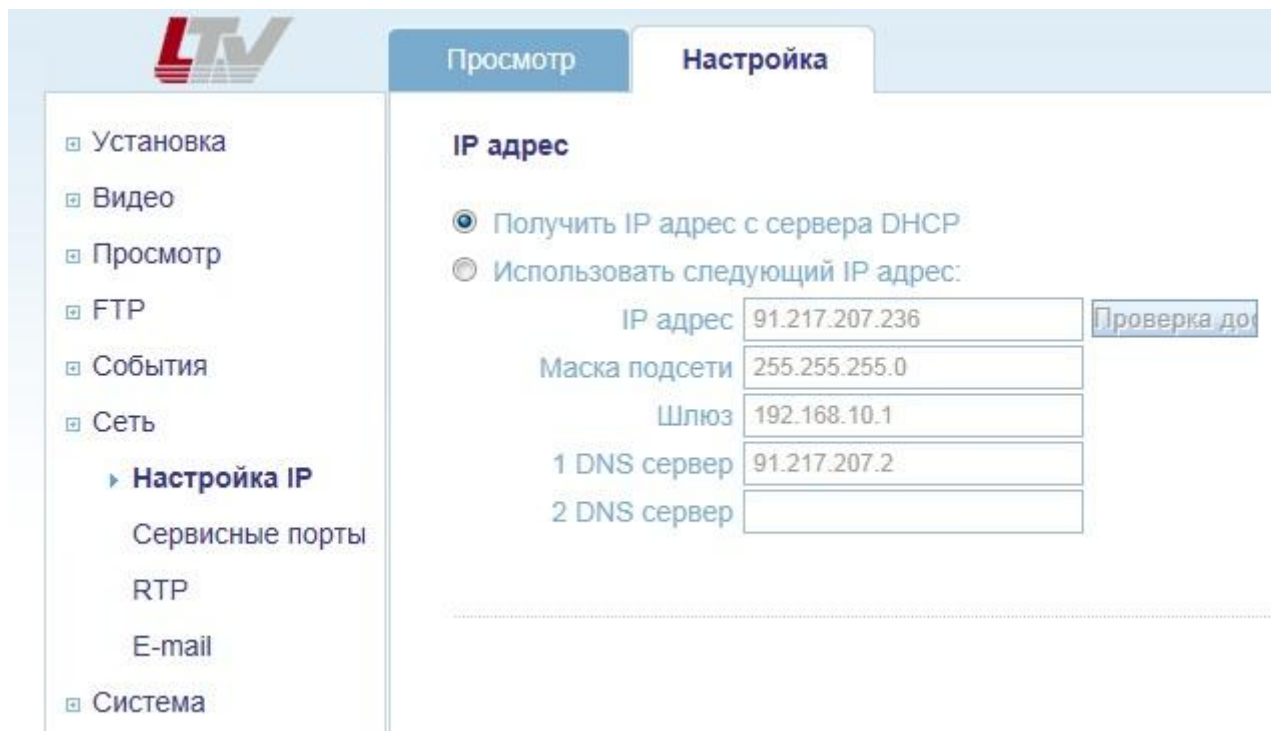 LTV
Просмотр
Настройка
Установка
Видео
Просмотр
FTP
События
Сеть
Настройка IP
Сервисные порты
RTP
E-mail
Система
IP адрес
Получить IP адрес с сервера DHCP
Использовать следующий IP адрес:
IP адрес 91.217.207.236 Проверка дос
Маска подсети 255.255.255.0
Шлюз 192.168.10.1
1 DNS сервер 91.217.207.2
2 DNS сервер